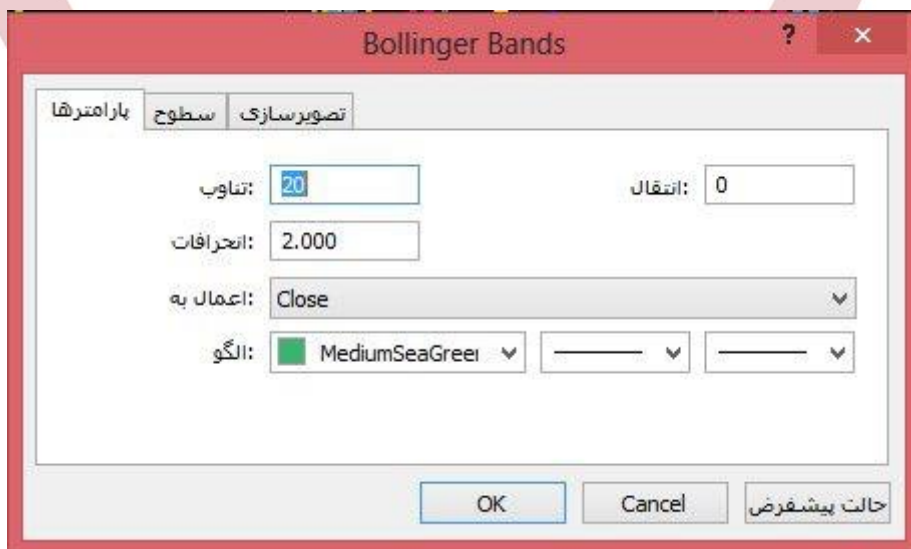 Bollinger Bands ?
پارامترها سطوح تصویرسازی
تناوب: 20 انتقال: 0
انحرافات: 2.000
اعمال به: Close
الگو: MediumSeaGreen
OK Cancel حالت پیشفرض